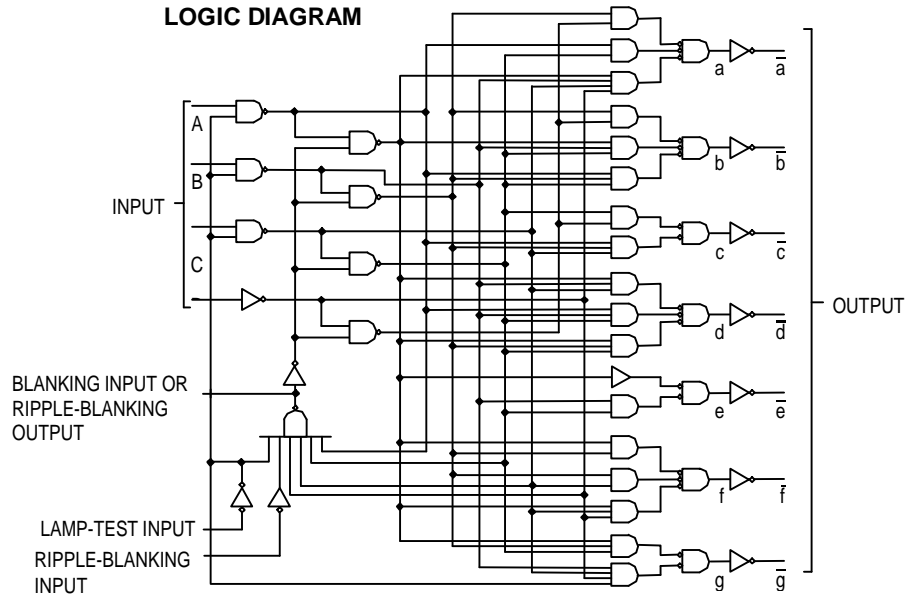 LOGIC DIAGRAM
A
B
C
INPUT
BLANKING INPUT OR
RIPPLE-BLANKING
OUTPUT
LAMP-TEST INPUT
RIPPLE-BLANKING
INPUT
a a̅
b b̅
c c̅
d d̅
e e̅
f f̅
g g̅
OUTPUT